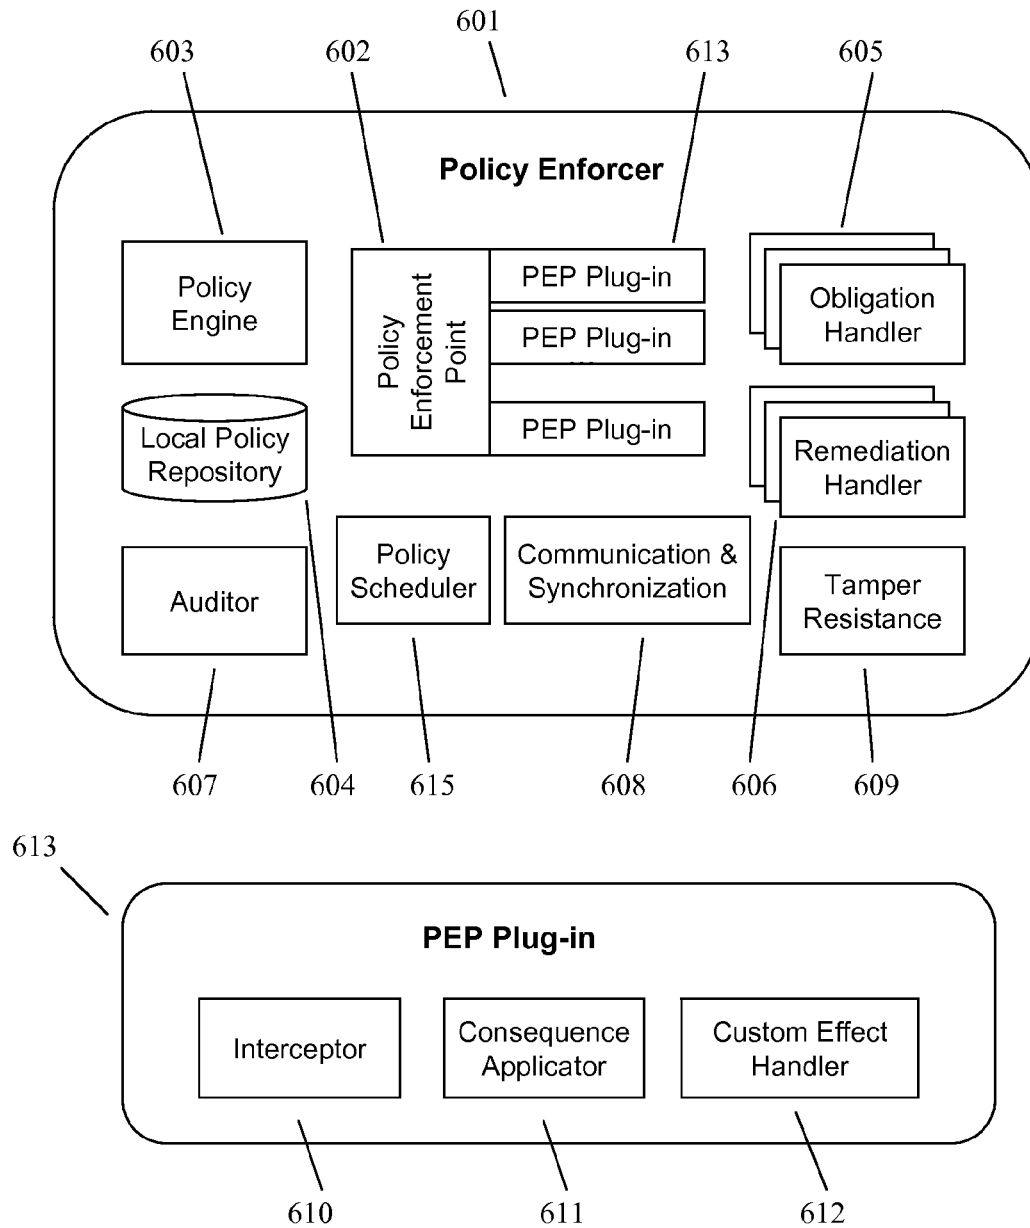 601
603
602
613
605
Policy Enforcer
Policy
Engine
Policy
Enforcement
Point
PEP Plug-in
PEP Plug-in
...
PEP Plug-in
Obligation
Handler
Local Policy
Repository
Remediation
Handler
Auditor
Policy
Scheduler
Communication &
Synchronization
Tamper
Resistance
607
604
615
608
606
609
613
PEP Plug-in
Interceptor
Consequence
Applicator
Custom Effect
Handler
610
611
612